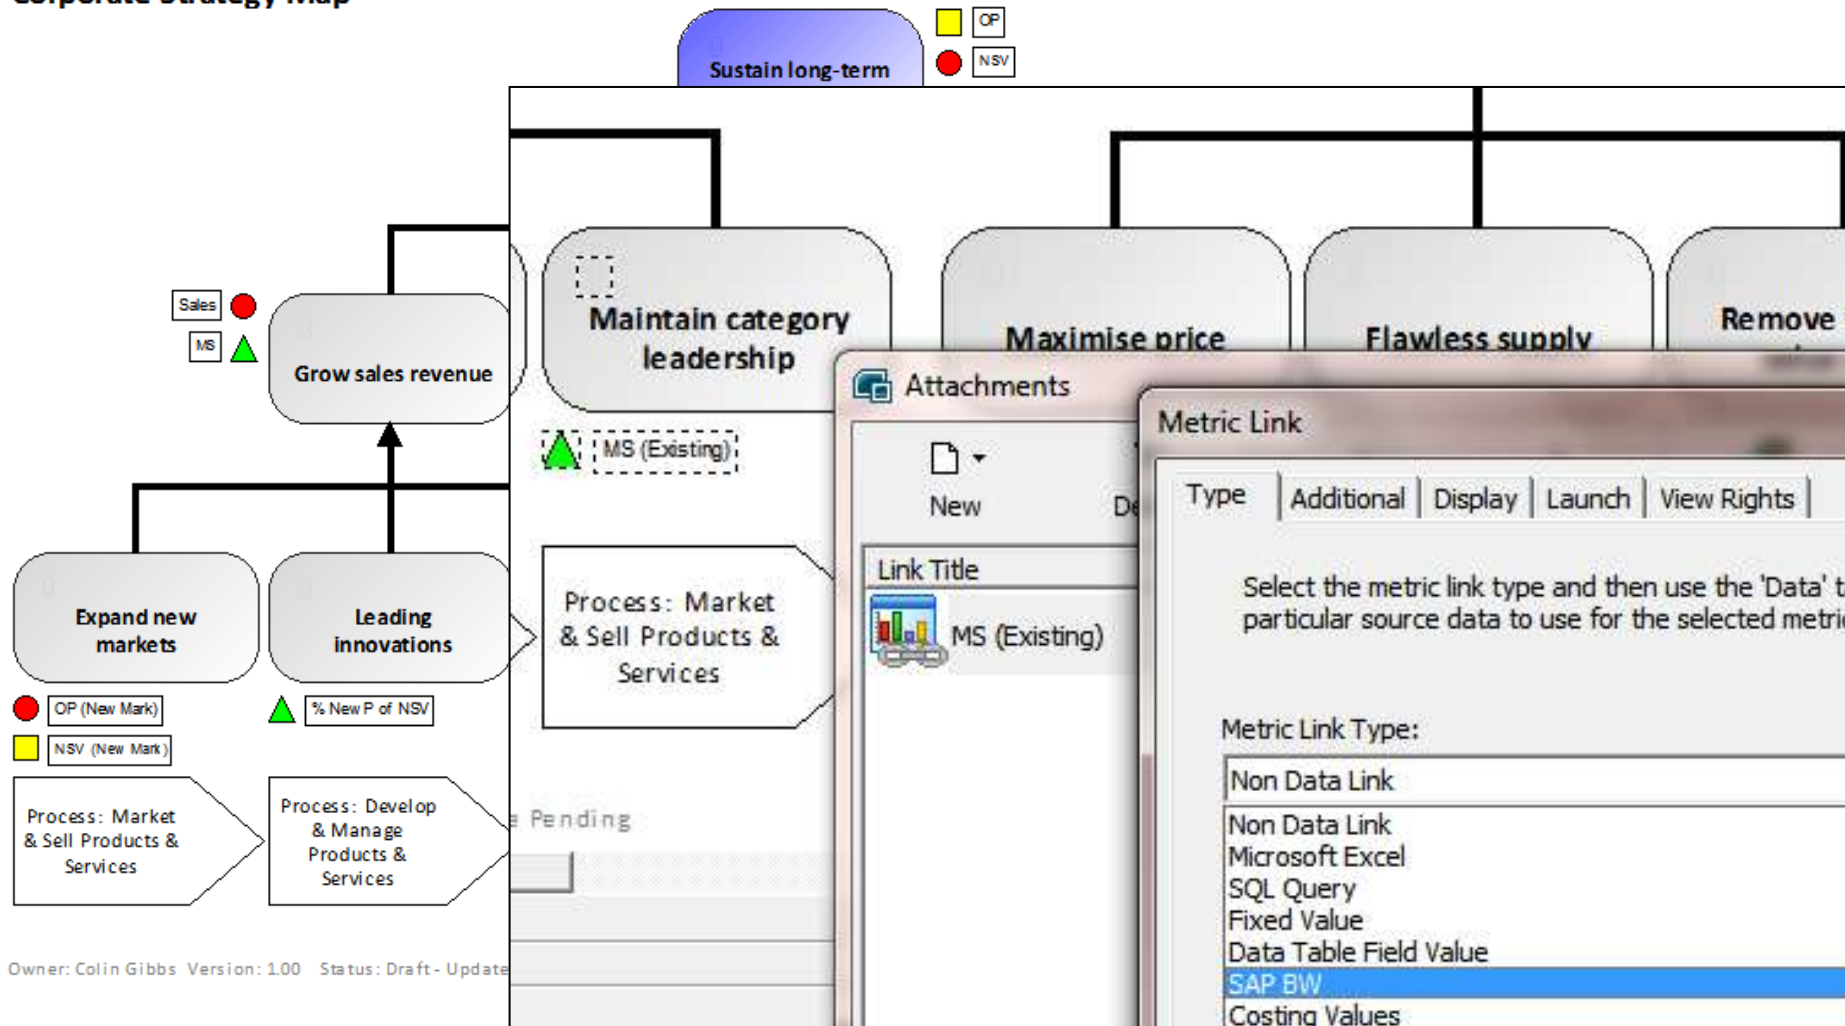 Corporate Strategy Map
OP
NSV
Sustain long-term
Sales
MS
Grow sales revenue
Expand new
markets
Leading
innovations
OP (New Mark)
NSV (New Mark)
% New P of NSV
Process: Market
& Sell Products &
Services
Process: Develop
& Manage
Products &
Services
Owner: Colin Gibbs Version: 1.00 Status: Draft - Update
Maintain category
leadership
Maximise price
Flawless supply
Remove
MS (Existing)
Process: Market
& Sell Products &
Services
Pending
Attachments
New
De
Link Title
MS (Existing)
Metric Link
Type Additional Display Launch View Rights
Select the metric link type and then use the 'Data' t
particular source data to use for the selected metri
Metric Link Type:
Non Data Link
Non Data Link
Microsoft Excel
SQL Query
Fixed Value
Data Table Field Value
SAP BW
Costing Values